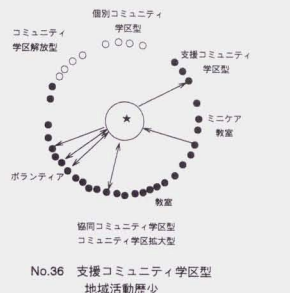 個別コミュニティ
学区型
コミュニティ
学区解放型
支援コミュニティ
学区型
ミニケア
教室
ボランティア
教室
協同コミュニティ学区型
コミュニティ学区拡大型
No.36 支援コミュニティ学区型
地域活動歴少